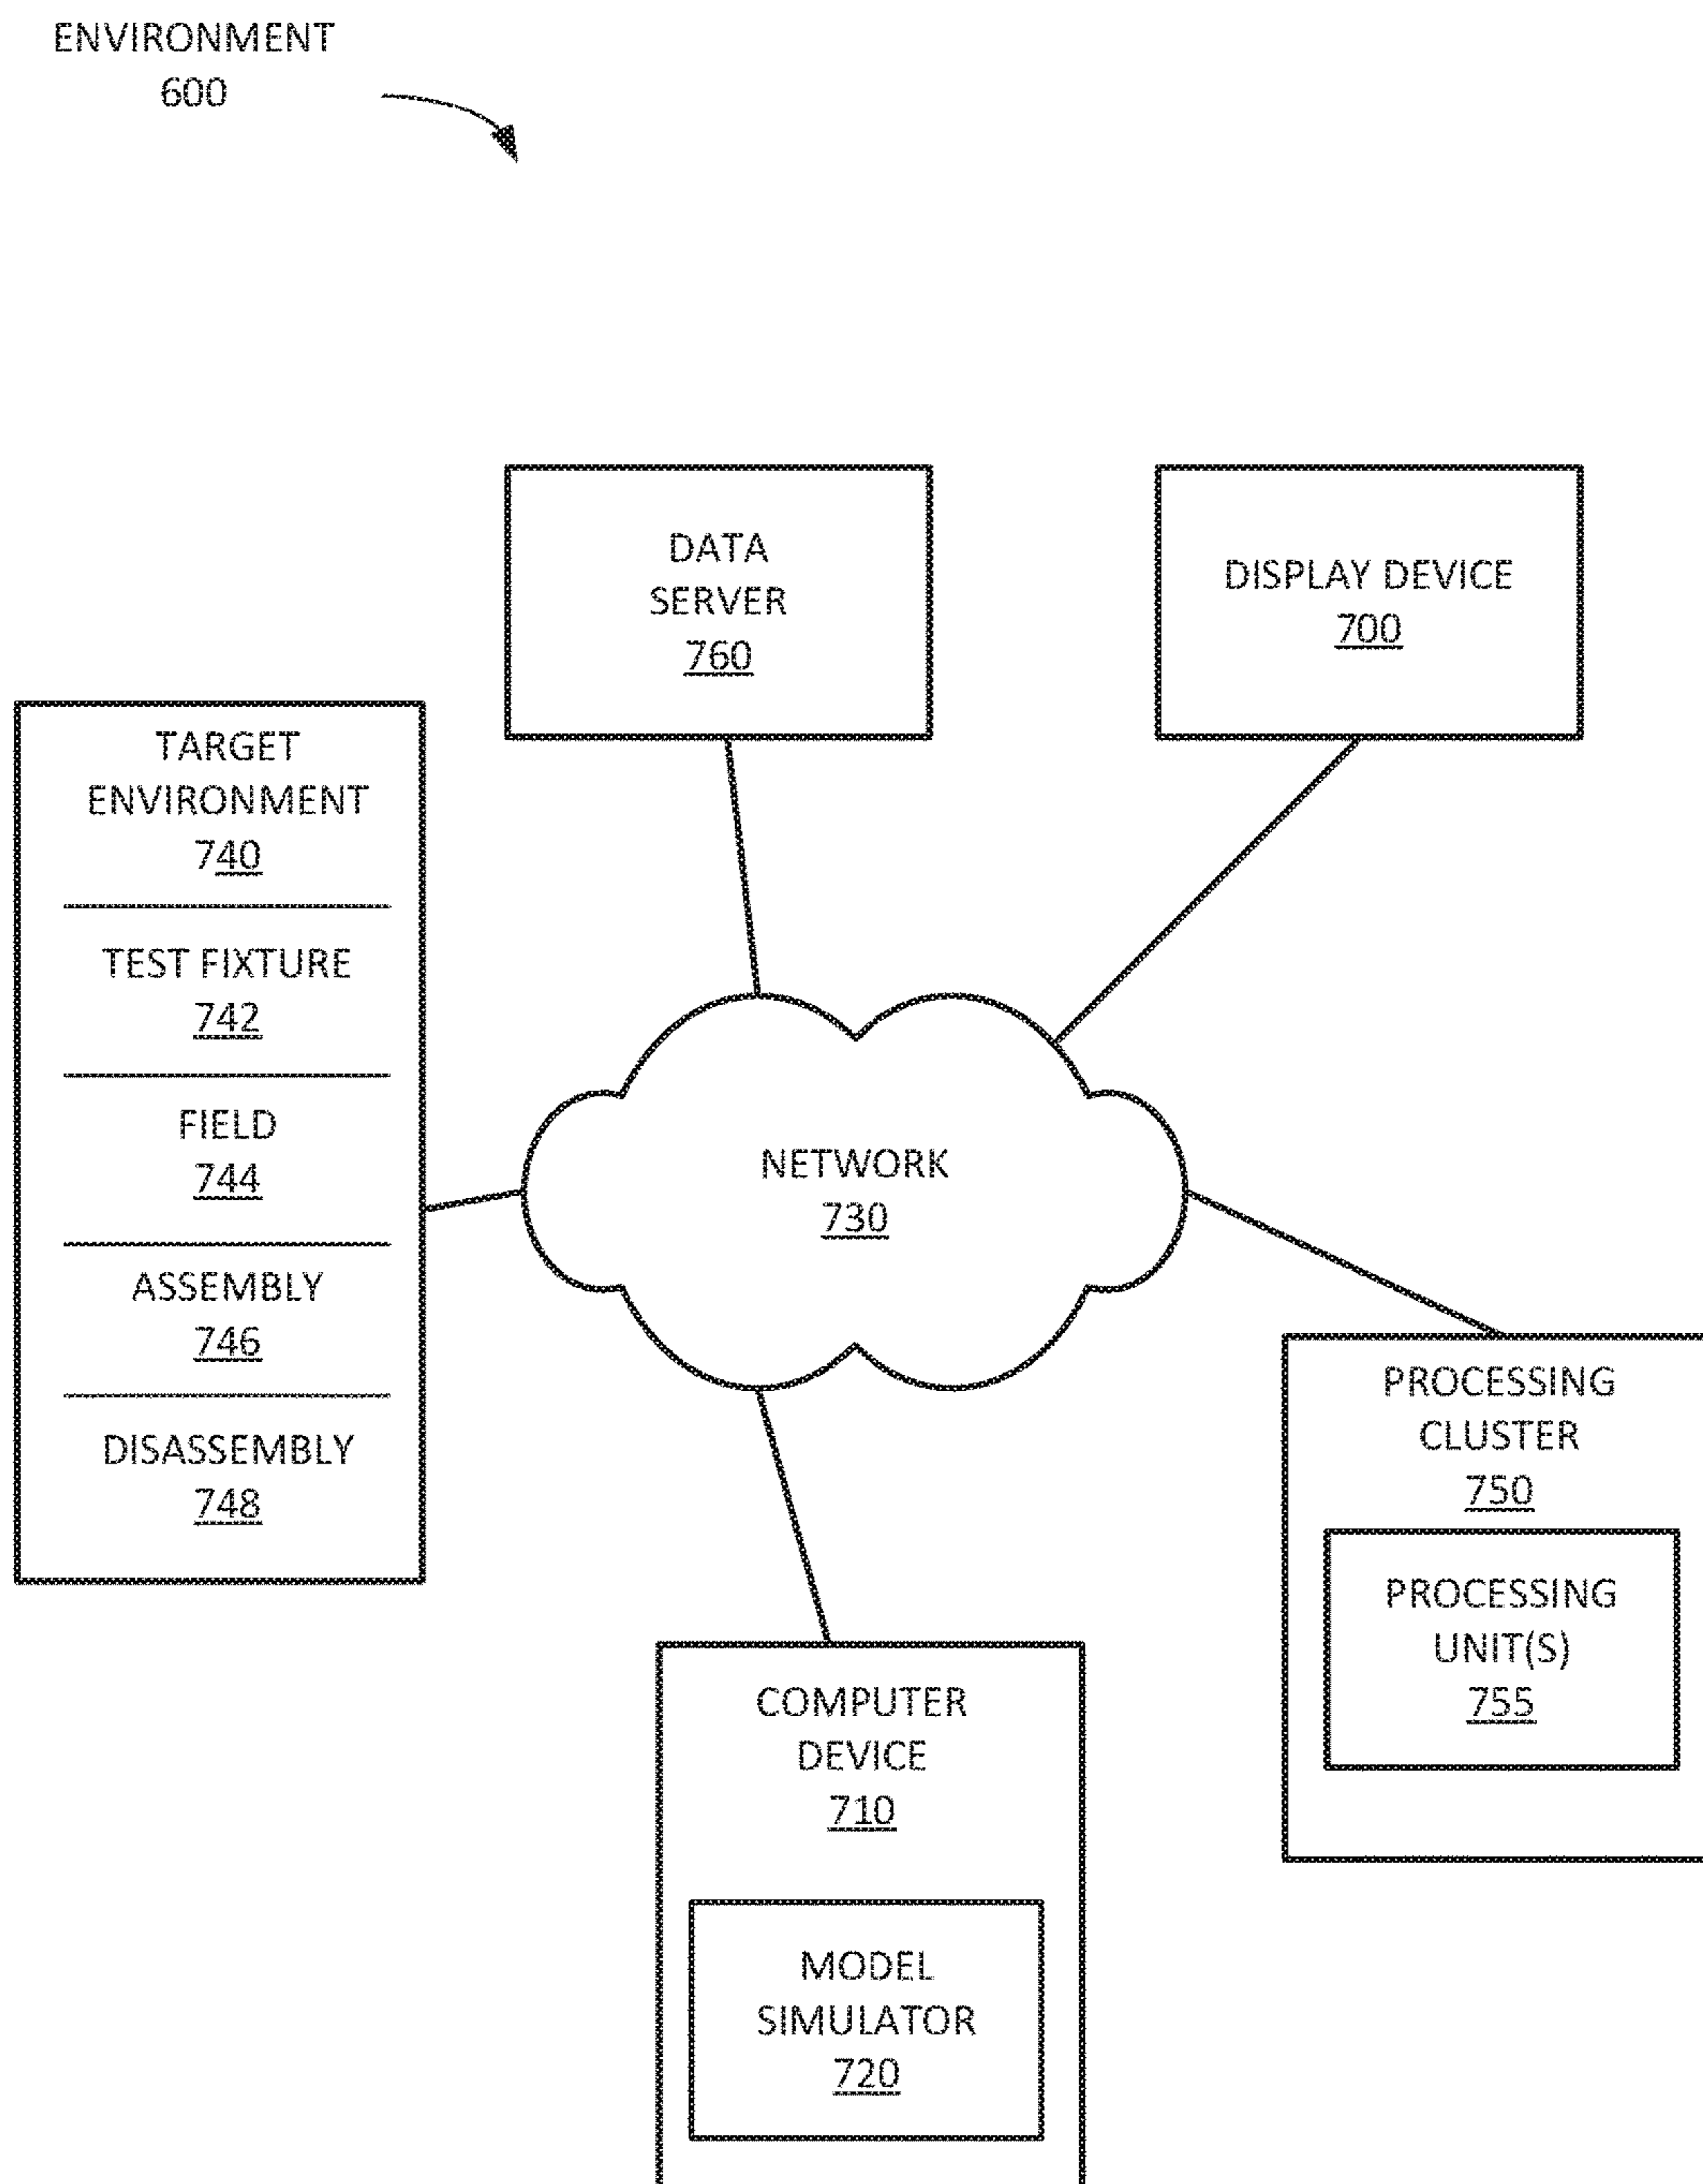 ENVIRONMENT
600
DATA
SERVER
760
DISPLAY DEVICE
700
TARGET
ENVIRONMENT
740
TEST FIXTURE
742
FIELD
744
ASSEMBLY
746
DISASSEMBLY
748
NETWORK
730
PROCESSING
CLUSTER
750
PROCESSING
UNIT(S)
755
COMPUTER
DEVICE
710
MODEL
SIMULATOR
720